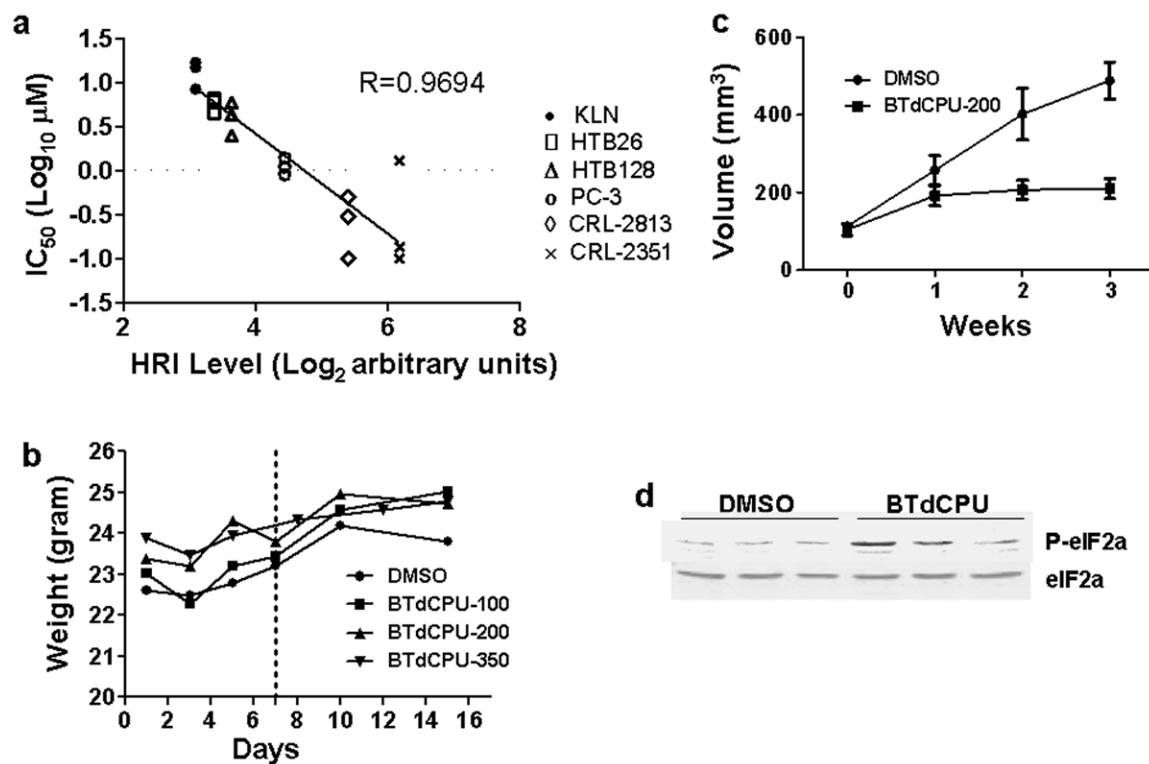 a
1.5
1.0
0.5
0.0
-0.5
-1.0
-1.5
IC50 (Log10 µM)
R=0.9694
2
4
6
8
HRI Level (Log2 arbitrary units)
KLN
HTB26
HTB128
PC-3
CRL-2813
CRL-2351
c
600
400
200
0
Volume (mm3)
DMSO
BTdCPU-200
0
1
2
3
Weeks
b
26
25
24
23
22
21
20
Weight (gram)
DMSO
BTdCPU-100
BTdCPU-200
BTdCPU-350
0
2
4
6
8
10
12
14
16
Days
d
DMSO
BTdCPU
P-eIF2a
eIF2a